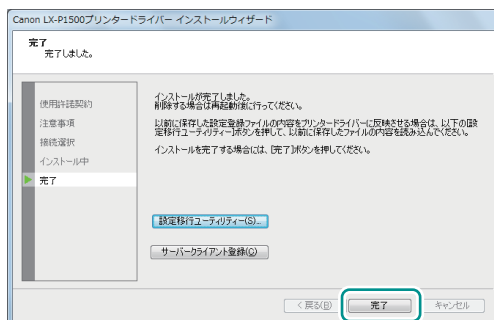 Canon LX-P1500プリンタードライバー インストールウィザード
完了
完了しました。
使用許諾契約
注意事項
接続選択
インストール中
完了
インストールが完了しました。
削除する場合は再起動後に行ってください。
以前に保存した設定登録ファイルの内容をプリンタードライバーに反映させる場合は、以下の[設
定移行ユーティリティー]ボタンを押して、以前に保存したファイルの内容を読み込んでください。
インストールを完了する場合には、[完了]ボタンを押してください。
設定移行ユーティリティー(S)...
サーバークライアント登録(C)
< 戻る(B)
完了
キャンセル